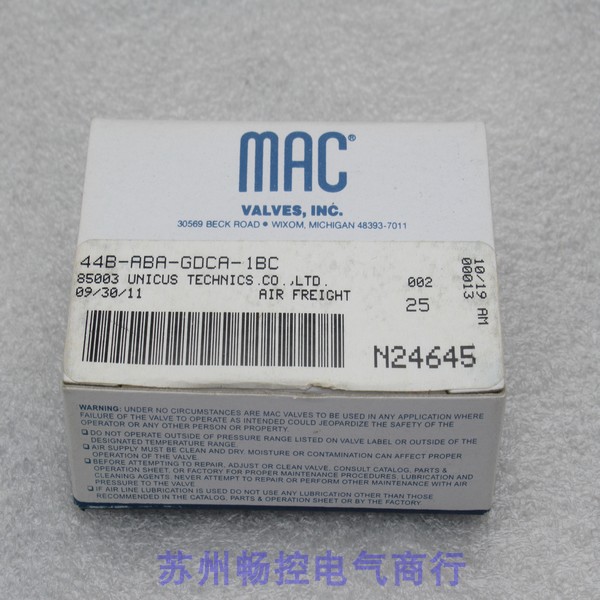 MAC®
VALVES, INC.
30569 BECK ROAD • WIXOM, MICHIGAN 48393-7011
44B-ABA-GDCA-1BC
85003 UNICUS TECHNICS.CO.,LTD.
002
09/30/11 AIR FREIGHT
25
10/19 AM
00013
N24645
WARNING: UNDER NO CIRCUMSTANCES ARE MAC VALVES TO BE USED IN ANY APPLICATION WHERE
FAILURE OF THE VALVE TO OPERATE AS INTENDED COULD JEOPARDIZE THE SAFETY OF THE
OPERATOR OR ANY OTHER PERSON OR PROPERTY.
❏ DO NOT OPERATE OUTSIDE OF PRESSURE RANGE LISTED ON VALVE LABEL OR OUTSIDE OF THE
DESIGNATED TEMPERATURE RANGE.
❏ AIR SUPPLY MUST BE CLEAN AND DRY. MOISTURE OR CONTAMINATION CAN AFFECT PROPER
OPERATION OF THE VALVE.
❏ BEFORE ATTEMPTING TO REPAIR, ADJUST OR CLEAN VALVE, CONSULT CATALOG, PARTS &
OPERATION SHEET, OR FACTORY FOR PROPER MAINTENANCE PROCEDURES, LUBRICATION AND
CLEANING AGENTS. NEVER ATTEMPT TO REPAIR OR PERFORM OTHER MAINTENANCE WITH AIR
PRESSURE TO THE VALVE.
❏ IF AIR LINE LUBRICATION IS USED DO NOT USE ANY LUBRICATION OTHER THAN THOSE
RECOMMENDED IN THE CATALOG, PARTS & OPERATION SHEET OR BY THE FACTORY
苏州畅控电气商行